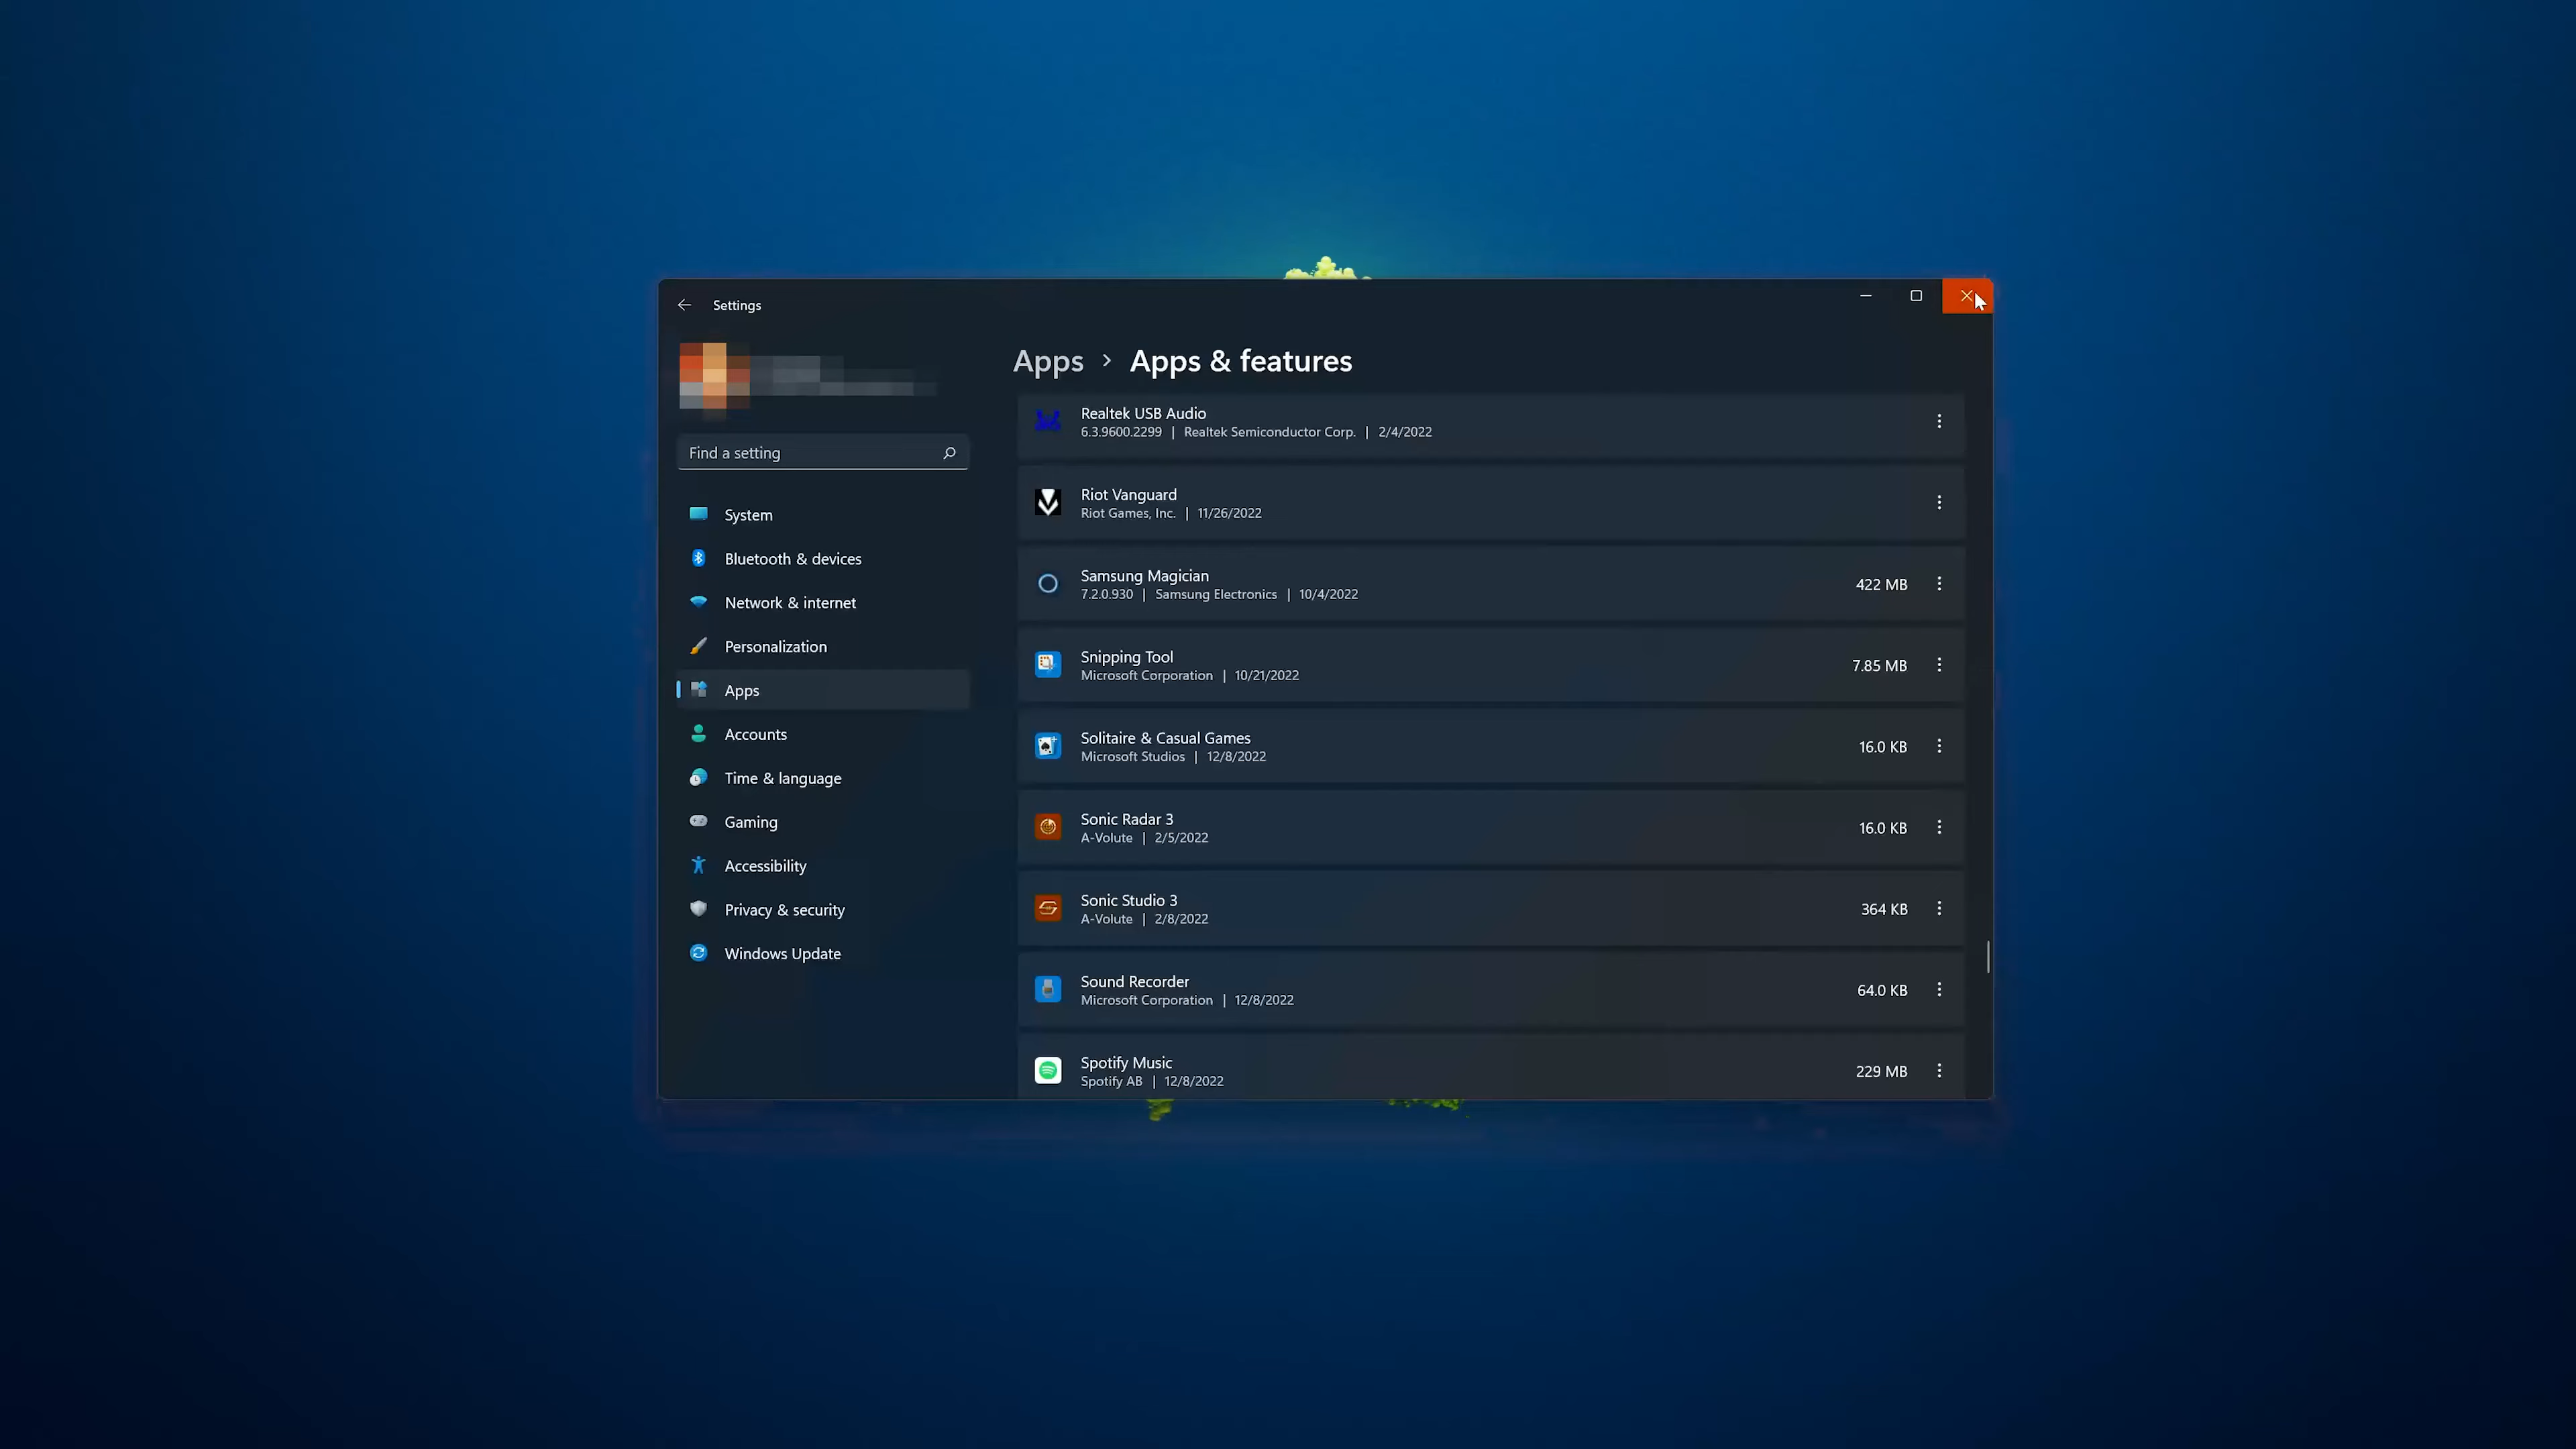 Settings
Find a setting
System
Bluetooth & devices
Network & internet
Personalization
Apps
Accounts
Time & language
Gaming
Accessibility
Privacy & security
Windows Update
Apps > Apps & features
Realtek USB Audio
6.3.9600.2299 | Realtek Semiconductor Corp. | 2/4/2022
Riot Vanguard
Riot Games, Inc. | 11/26/2022
Samsung Magician
7.2.0.930 | Samsung Electronics | 10/4/2022
422 MB
Snipping Tool
Microsoft Corporation | 10/21/2022
7.85 MB
Solitaire & Casual Games
Microsoft Studios | 12/8/2022
16.0 KB
Sonic Radar 3
A-Volute | 2/5/2022
16.0 KB
Sonic Studio 3
A-Volute | 2/8/2022
364 KB
Sound Recorder
Microsoft Corporation | 12/8/2022
64.0 KB
Spotify Music
Spotify AB | 12/8/2022
229 MB